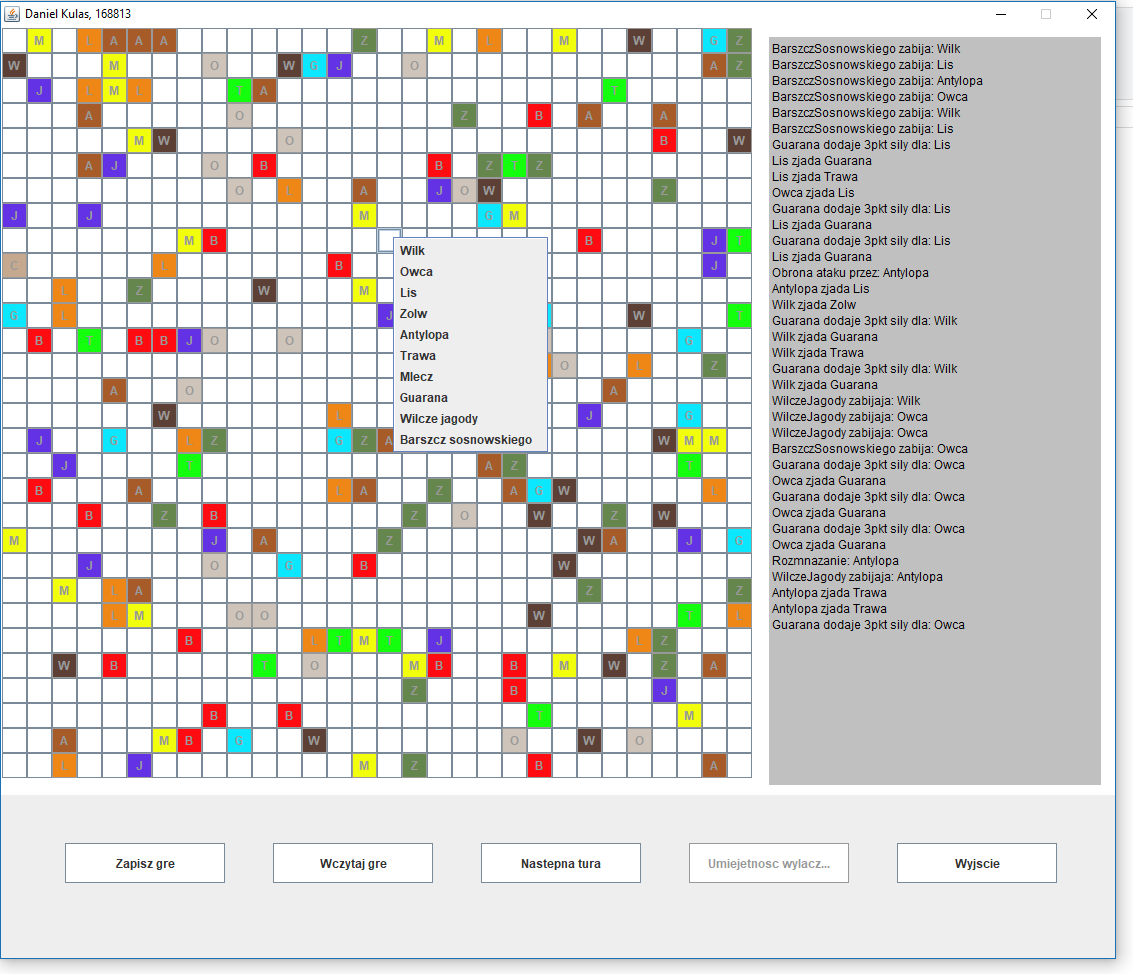 Daniel Kulas, 168813
M L A A A Z M L M W G Z
W M O W G J O A Z
J L M L T A T
A O Z B A A
M W O B W
A J O B B Z T Z
O L A J O W Z
J J M G M
M B B J T
C L B J
L Z W M
G L J W T
B T B B J O O G
O L Z
A O A
W L J G
J G L Z G Z A W M M
J T A Z T
B A L A Z A G W L
B Z B Z O W Z W
M J A Z W A J G
J O G B W
M L A Z Z
L M O O W T L
B L T M T J L Z
W B T O M B B M W Z A
Z B J
B B T M
A M B G W O W O
L J M Z B A
Wilk
Owca
Lis
Zolw
Antylopa
Trawa
Mlecz
Guarana
Wilcze jagody
Barszcz sosnowskiego
BarszczSosnowskiego zabija: Wilk
BarszczSosnowskiego zabija: Lis
BarszczSosnowskiego zabija: Antylopa
BarszczSosnowskiego zabija: Owca
BarszczSosnowskiego zabija: Wilk
BarszczSosnowskiego zabija: Lis
Guarana dodaje 3pkt sily dla: Lis
Lis zjada Guarana
Lis zjada Trawa
Owca zjada Lis
Guarana dodaje 3pkt sily dla: Lis
Lis zjada Guarana
Guarana dodaje 3pkt sily dla: Lis
Lis zjada Guarana
Obrona ataku przez: Antylopa
Antylopa zjada Lis
Wilk zjada Zolw
Guarana dodaje 3pkt sily dla: Wilk
Wilk zjada Guarana
Wilk zjada Trawa
Guarana dodaje 3pkt sily dla: Wilk
Wilk zjada Guarana
WilczeJagody zabijaja: Wilk
WilczeJagody zabijaja: Owca
WilczeJagody zabijaja: Owca
BarszczSosnowskiego zabija: Owca
Guarana dodaje 3pkt sily dla: Owca
Owca zjada Guarana
Guarana dodaje 3pkt sily dla: Owca
Owca zjada Guarana
Guarana dodaje 3pkt sily dla: Owca
Owca zjada Guarana
Rozmnazanie: Antylopa
WilczeJagody zabijaja: Antylopa
Antylopa zjada Trawa
Antylopa zjada Trawa
Guarana dodaje 3pkt sily dla: Owca
Zapisz gre
Wczytaj gre
Nastepna tura
Umiejetnosc wylacz...
Wyjscie